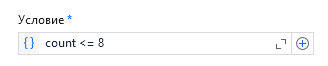 Условие *
{} count <= 8